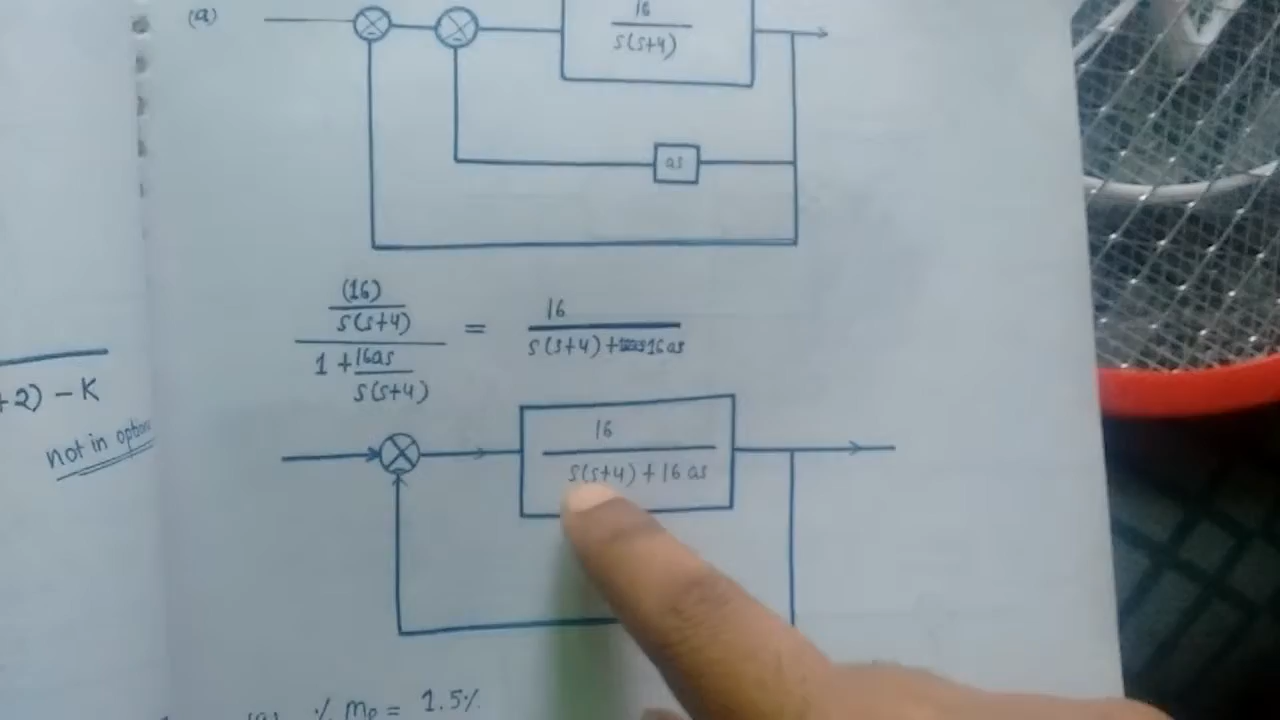 (a)
16
s(s+4)
as
(16)
s(s+4)
1 + 16as
s(s+4)
=
16
s(s+4)+16as
+2) - K
not in option
16
s(s+4) + 16 as
% Mp = 1.5%